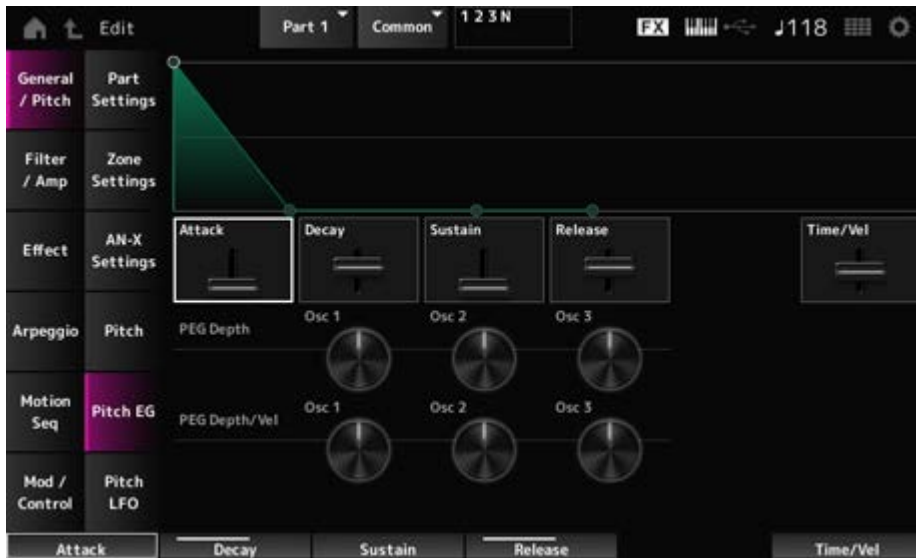 Edit
Part 1
Common
1 2 3 N
FX
♩118
General / Pitch
Part Settings
Filter / Amp
Zone Settings
Effect
AN-X Settings
Arpeggio
Pitch
Motion Seq
Pitch EG
Mod / Control
Pitch LFO
Attack
Decay
Sustain
Release
Time/Vel
PEG Depth
Osc 1
Osc 2
Osc 3
PEG Depth/Vel
Osc 1
Osc 2
Osc 3
Attack
Decay
Sustain
Release
Time/Vel